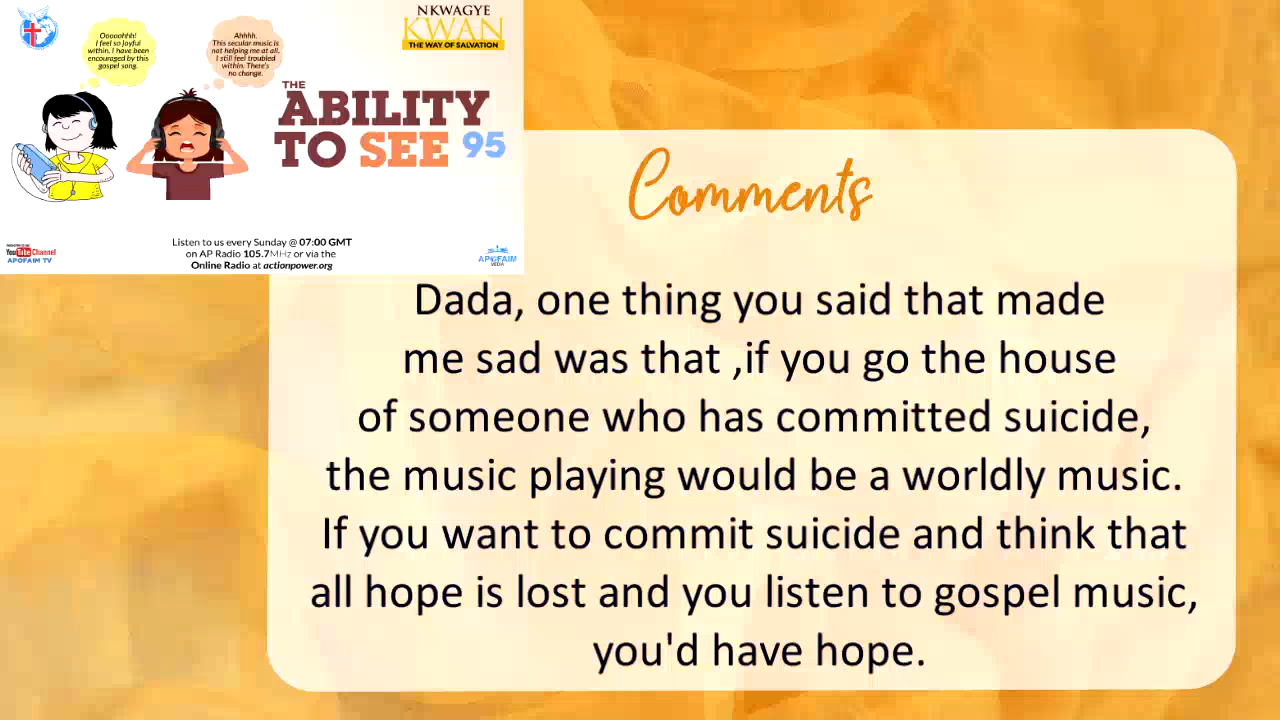 Ooooohhh!
I feel so joyful
within. I have been
encouraged by this
gospel song.
Ahhhh.
This secular music is
not helping me at all.
I still feel troubled
within. There's
no change.
NKWAGYE
KWAN
THE WAY OF SALVATION
THE
ABILITY
TO SEE 95
YouTube Channel
APOFAIM TV
Listen to us every Sunday @ 07:00 GMT
on AP Radio 105.7MHz or via the
Online Radio at actionpower.org
APOFAIM
MEDIA
Comments
Dada, one thing you said that made
me sad was that ,if you go the house
of someone who has committed suicide,
the music playing would be a worldly music.
If you want to commit suicide and think that
all hope is lost and you listen to gospel music,
you'd have hope.